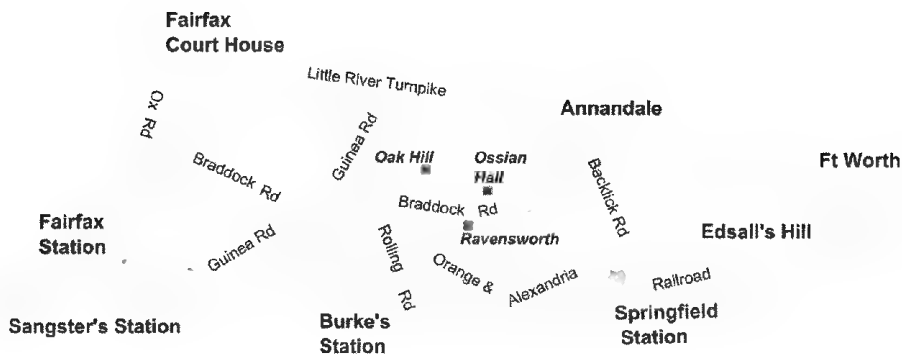 Fairfax
Court House
Little River Turnpike
Annandale
Ox Rd
Guinea Rd
Oak Hill
Ossian
Hall
Ft Worth
Braddock Rd
Backlick Rd
Braddock Rd
Fairfax
Station
Guinea Rd
Rolling Rd
Ravensworth
Edsall's Hill
Orange &
Alexandria
Railroad
Sangster's Station
Burke's
Station
Springfield
Station